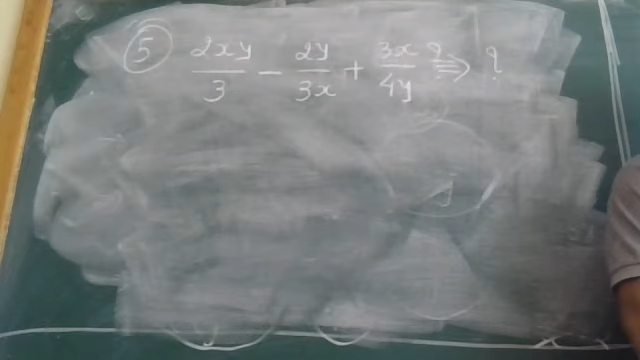 ⑤ 2xy/3 - 2y/3x + 3x/4y ⇒ ?